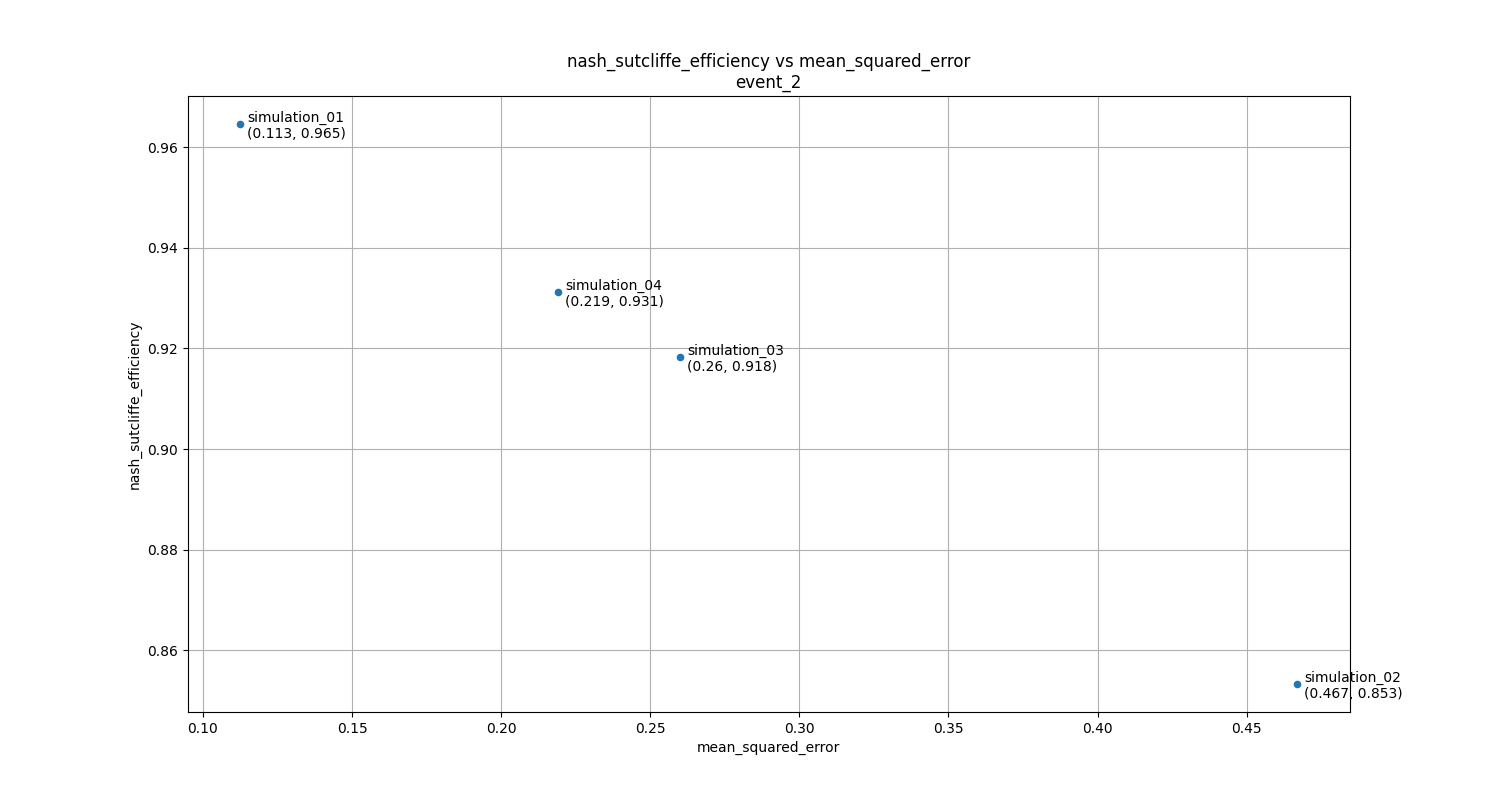 nash_sutcliffe_efficiency vs mean_squared_error
event_2
simulation_01
(0.113, 0.965)
0.96
0.94
simulation_04
(0.219, 0.931)
0.92
simulation_03
(0.26, 0.918)
nash_sutcliffe_efficiency
0.90
0.88
0.86
simulation_02
(0.467, 0.853)
0.10 0.15 0.20 0.25 0.30 0.35 0.40 0.45
mean_squared_error